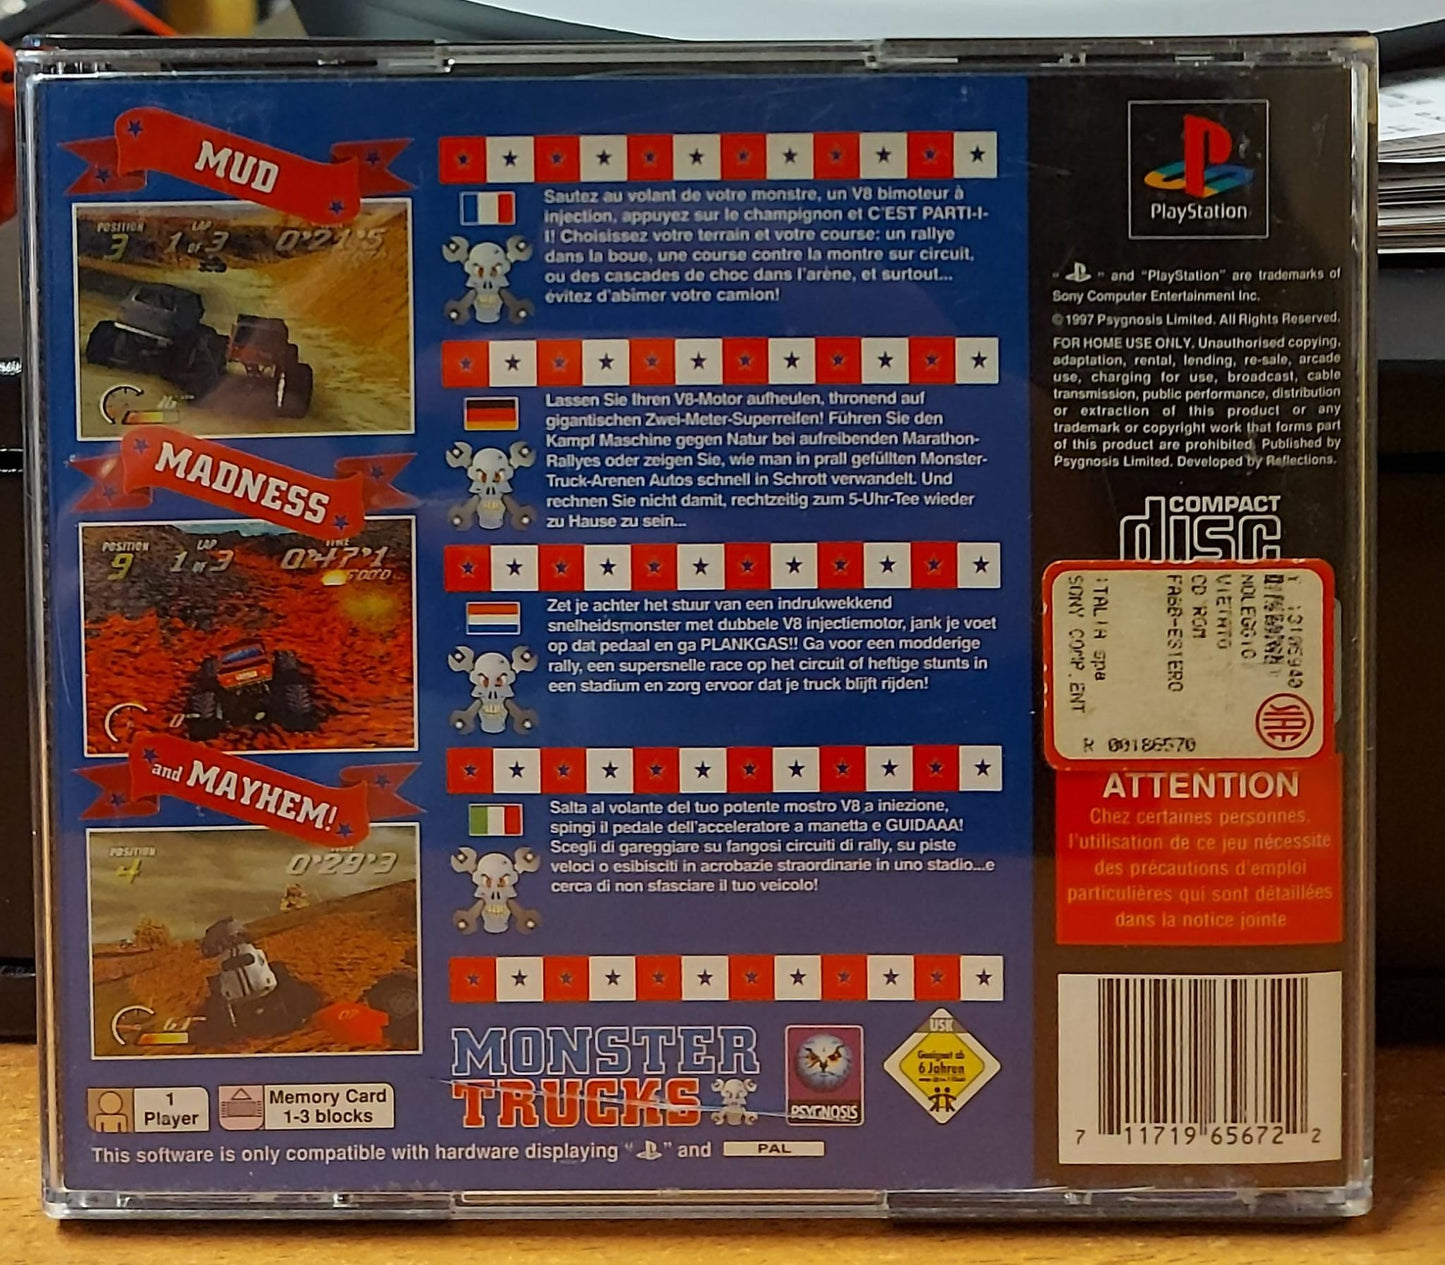 MUD
POSITION
3
LAP
1 OF 3
0'21"5
MADNESS
POSITION
9
LAP
1 OF 3
TIME
0'47"1
and MAYHEM!
POSITION
4
0'29"3
Sautez au volant de votre monstre, un V8 bimoteur à
injection, appuyez sur le champignon et C'EST PARTI-I-
I! Choisissez votre terrain et votre course: un rallye
dans la boue, une course contre la montre sur circuit,
ou des cascades de choc dans l'arène, et surtout...
évitez d'abimer votre camion!
Lassen Sie Ihren V8-Motor aufheulen, thronend auf
gigantischen Zwei-Meter-Superreifen! Führen Sie den
Kampf Maschine gegen Natur bei aufreibenden Marathon-
Rallyes oder zeigen Sie, wie man in prall gefüllten Monster-
Truck-Arenen Autos schnell in Schrott verwandelt. Und
rechnen Sie nicht damit, rechtzeitig zum 5-Uhr-Tee wieder
zu Hause zu sein...
Zet je achter het stuur van een indrukwekkend
snelheidsmonster met dubbele V8 injectiemotor, jank je voet
op dat pedaal en ga PLANKGAS!! Ga voor een modderige
rally, een supersnelle race op het circuit of heftige stunts in
een stadium en zorg ervoor dat je truck blijft rijden!
Salta al volante del tuo potente mostro V8 a iniezione,
spingi il pedale dell'acceleratore a manetta e GUIDAAA!
Scegli di gareggiare su fangosi circuiti di rally, su piste
veloci o esibisciti in acrobazie straordinarie in uno stadio...e
cerca di non sfasciare il tuo veicolo!
MONSTER
TRUCKS
PSYGNOSIS
USK
Geeignet ab
6 Jahren
1
Player
Memory Card
1-3 blocks
This software is only compatible with hardware displaying " " and PAL
PlayStation
" " and "PlayStation" are trademarks of
Sony Computer Entertainment Inc.
© 1997 Psygnosis Limited. All Rights Reserved.
FOR HOME USE ONLY. Unauthorised copying,
adaptation, rental, lending, re-sale, arcade
use, charging for use, broadcast, cable
transmission, public performance, distribution
or extraction of this product or any
trademark or copyright work that forms part
of this product are prohibited. Published by
Psygnosis Limited. Developed by Reflections.
COMPACT
disc
NOLEGGIO
VIETATO
CD ROM
FABB-ESTERO
ITALIA spa
SONY COMP. ENT
SIAE
R 00186570
ATTENTION
Chez certaines personnes,
l'utilisation de ce jeu nécessite
des précautions d'emploi
particulières qui sont détaillées
dans la notice jointe
7 11719 65672 2